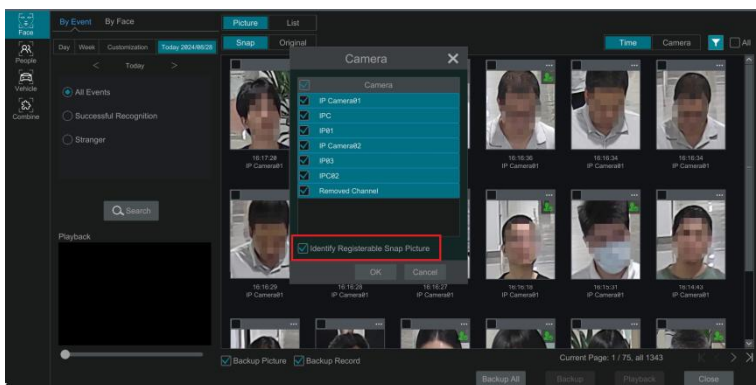 Face
People
Vehicle
Combine
By Event By Face
Day Week Customization Today 2024/06/28
< Today >
All Events
Successful Recognition
Stranger
Search
Playback
Picture List
Snap Original
Time Camera All
Camera
Camera
IP Camera01
IPC
IP01
IP Camera02
IP03
IPC02
Removed Channel
Identify Registerable Snap Picture
OK Cancel
16:17:28
IP Camera01
16:16:36
IP Camera01
16:16:34
IP Camera01
16:16:34
IP Camera01
16:16:29
IP Camera01
16:16:28
IP Camera01
16:16:27
IP Camera01
16:16:18
IP Camera01
16:15:31
IP Camera01
16:14:43
IP Camera01
Backup Picture Backup Record
Current Page: 1 / 75, all 1343
Backup All Backup Playback Close